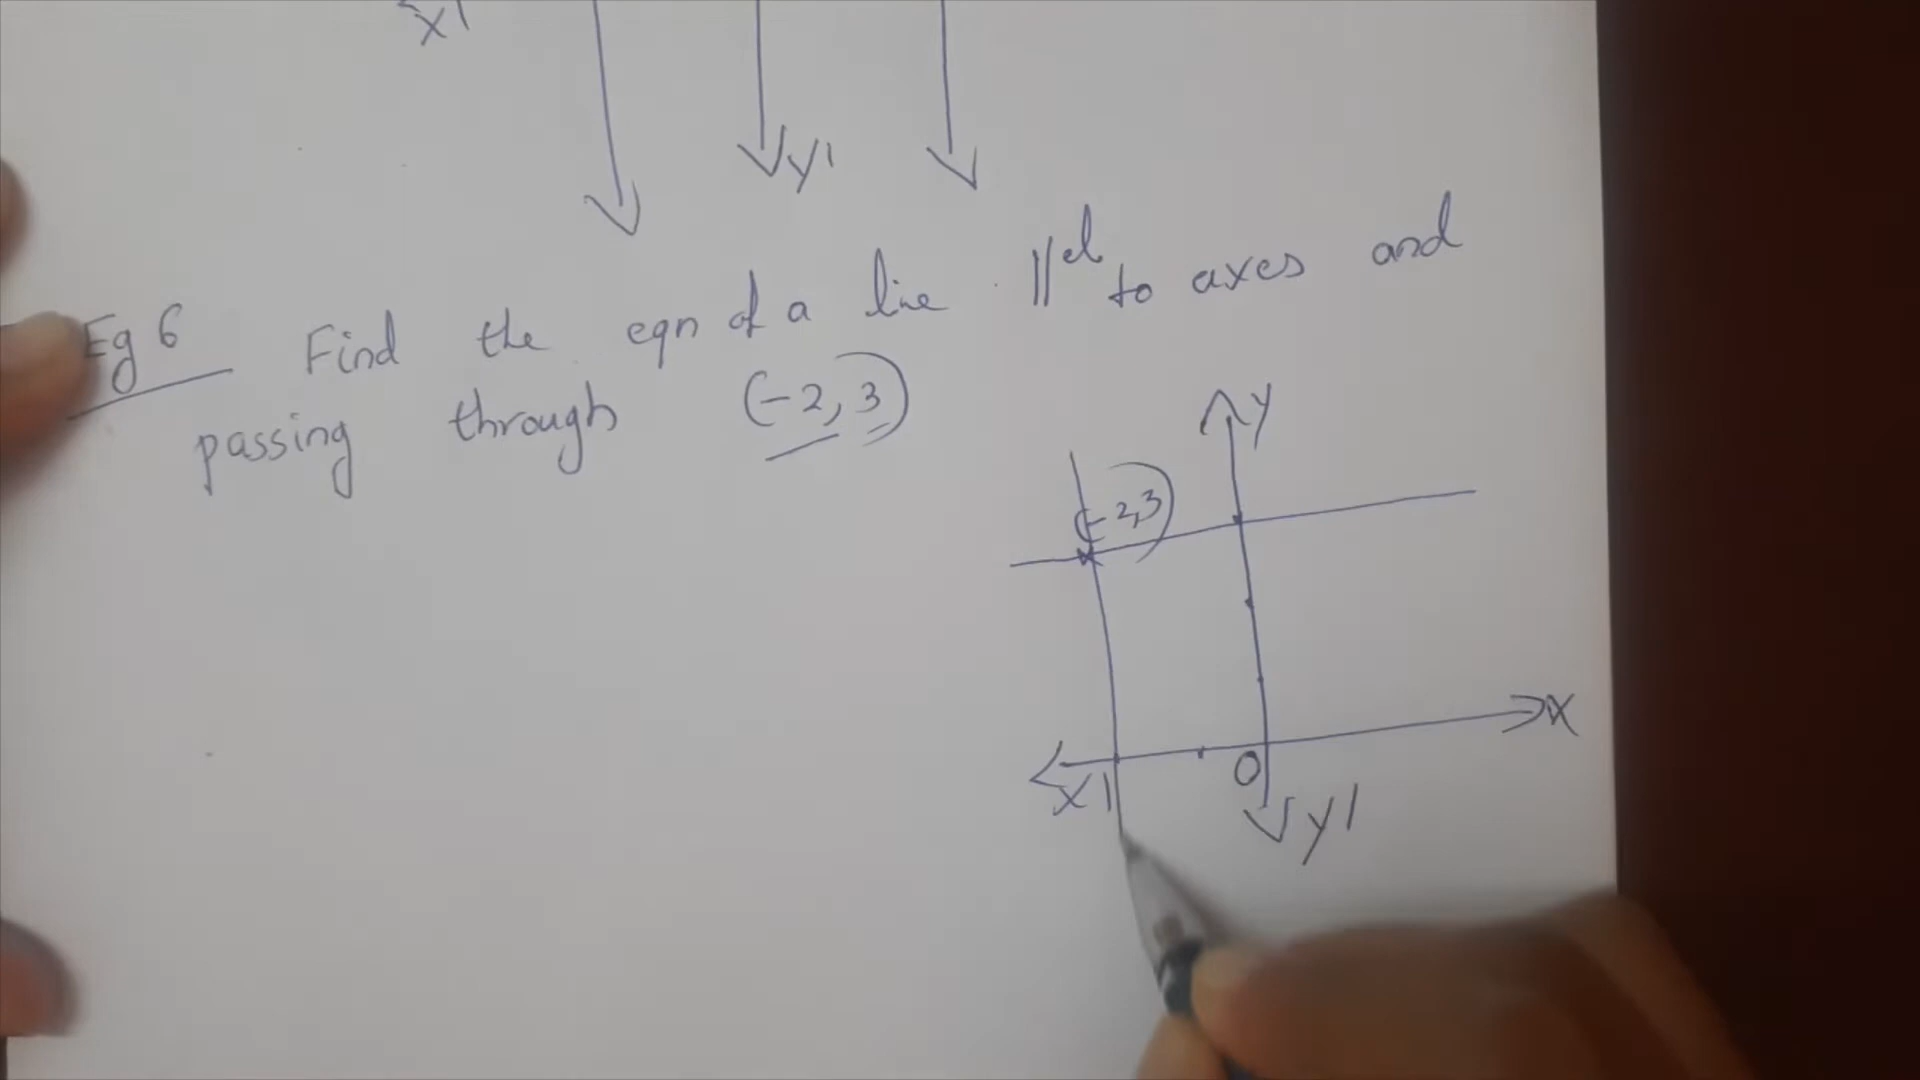 X'
Y'
Eg 6 Find the eqn of a line ||el to axes and
passing through (-2, 3)
Y
(-2,3)
X
X' O
Y'